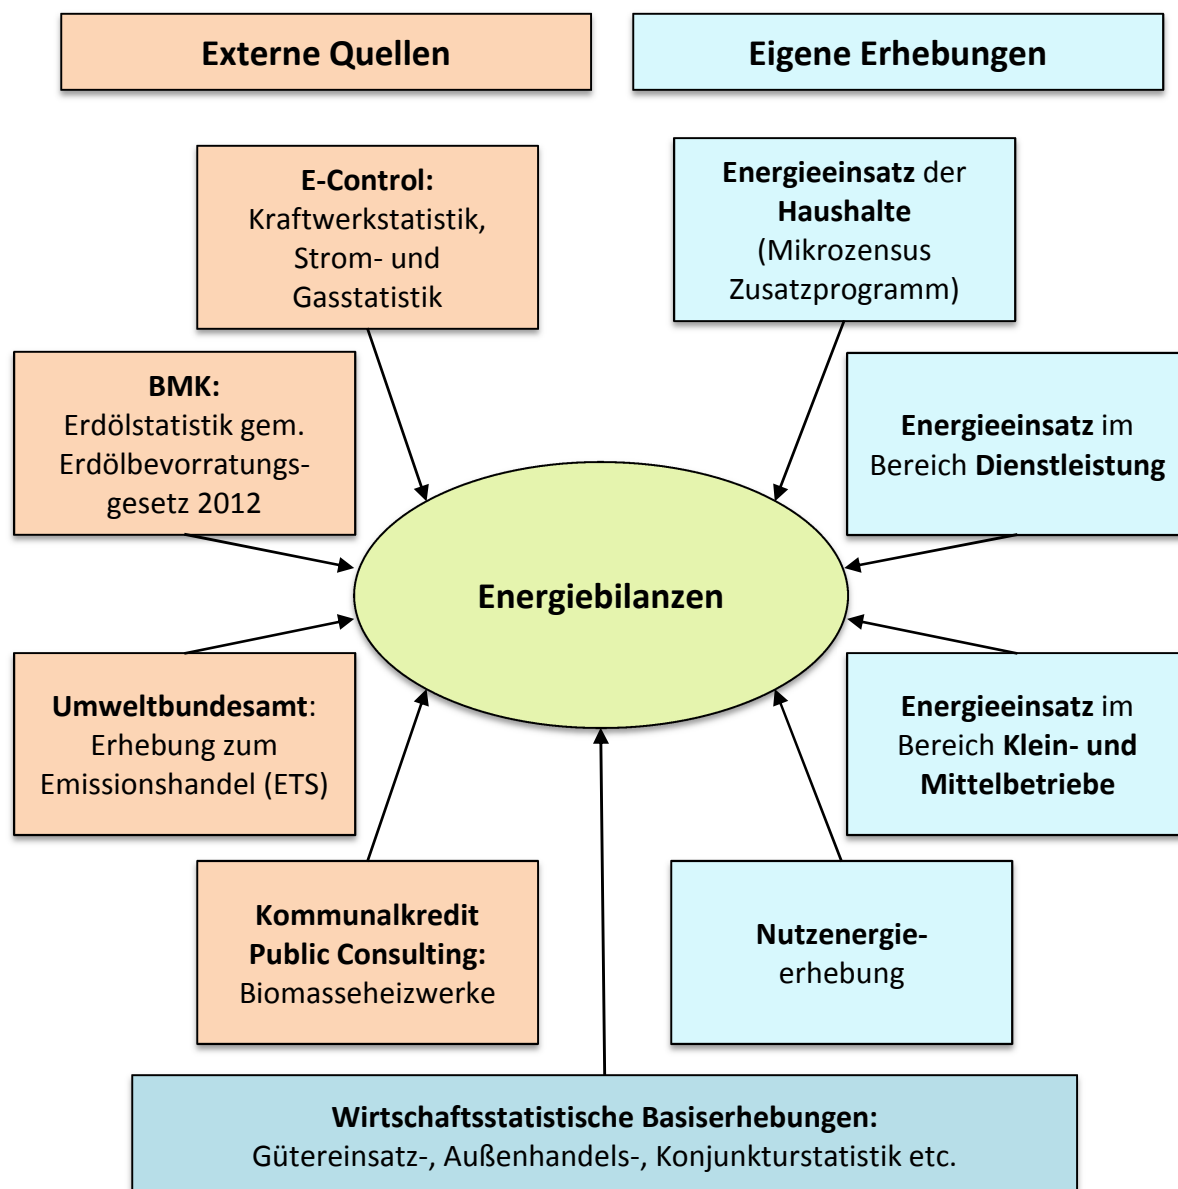 Externe Quellen
Eigene Erhebungen
E-Control:
Kraftwerkstatistik,
Strom- und
Gasstatistik
Energieeinsatz der
Haushalte
(Mikrozensus
Zusatzprogramm)
BMK:
Erdölstatistik gem.
Erdölbevorratungs-
gesetz 2012
Energieeinsatz im
Bereich Dienstleistung
Energiebilanzen
Umweltbundesamt:
Erhebung zum
Emissionshandel (ETS)
Energieeinsatz im
Bereich Klein- und
Mittelbetriebe
Kommunalkredit
Public Consulting:
Biomasseheizwerke
Nutzenergie-
erhebung
Wirtschaftsstatistische Basiserhebungen:
Gütereinsatz-, Außenhandels-, Konjunkturstatistik etc.